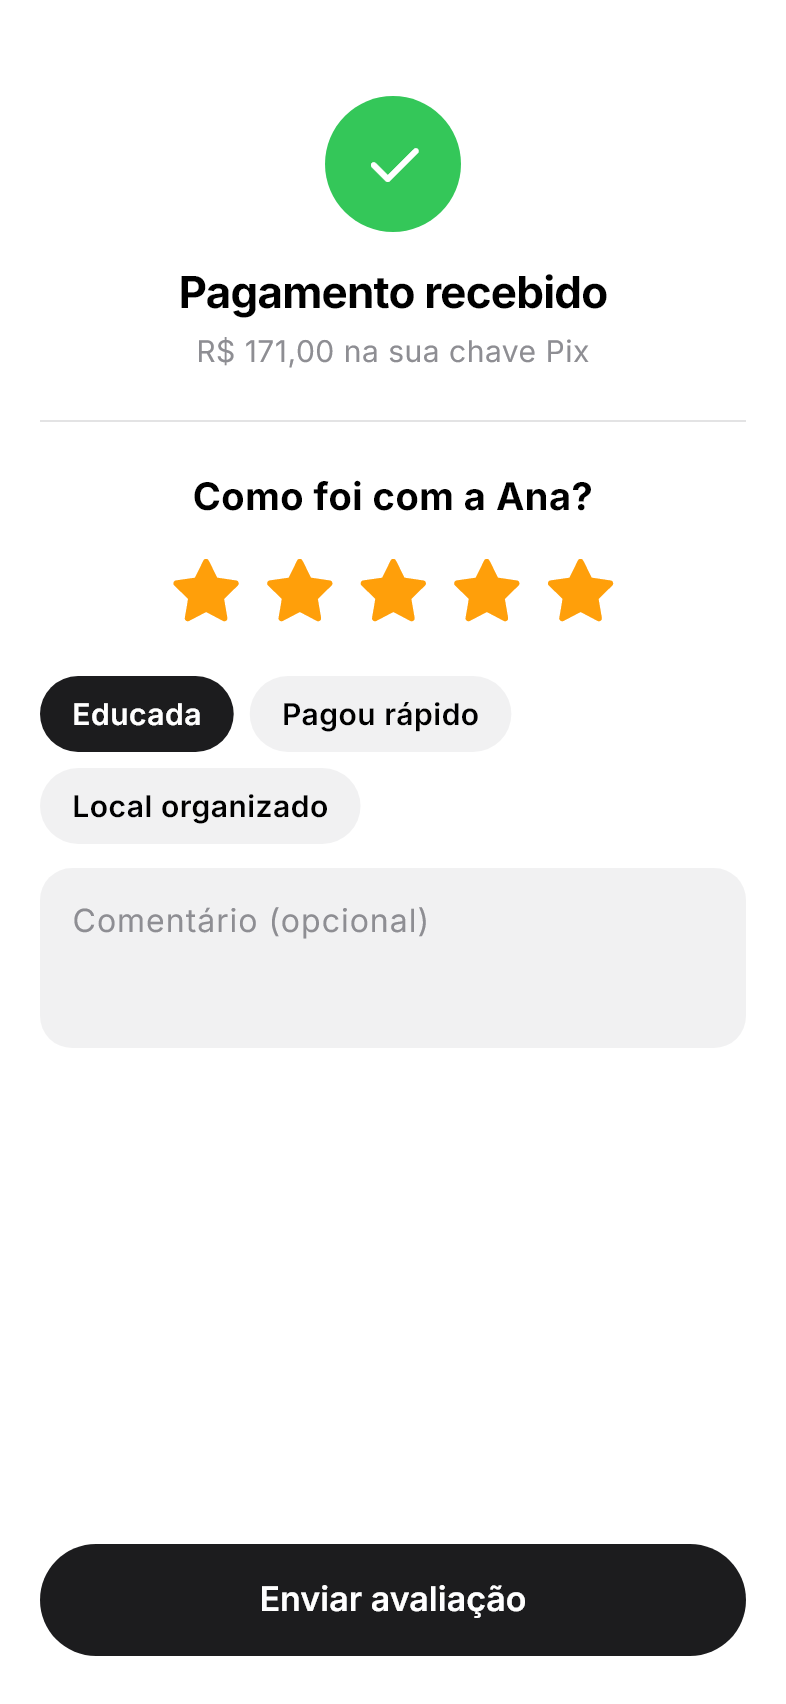 Pagamento recebido
R$ 171,00 na sua chave Pix
Como foi com a Ana?
Educada
Pagou rápido
Local organizado
Comentário (opcional)
Enviar avaliação